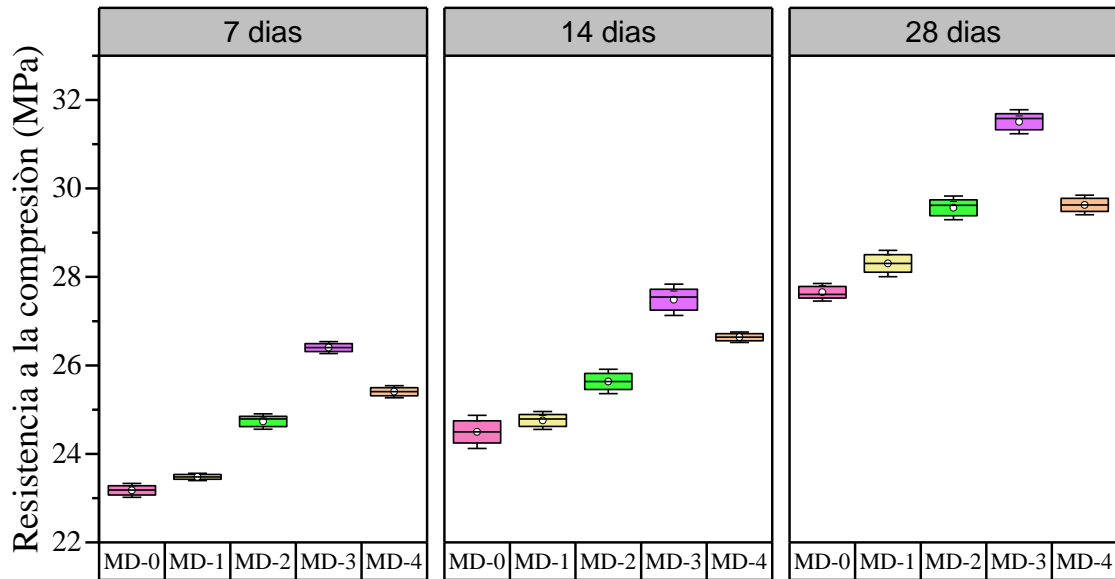 7 dias
14 dias
28 dias
Resistencia a la compresiòn (MPa)
32
30
28
26
24
22
MD-0 MD-1 MD-2 MD-3 MD-4
MD-0 MD-1 MD-2 MD-3 MD-4
MD-0 MD-1 MD-2 MD-3 MD-4